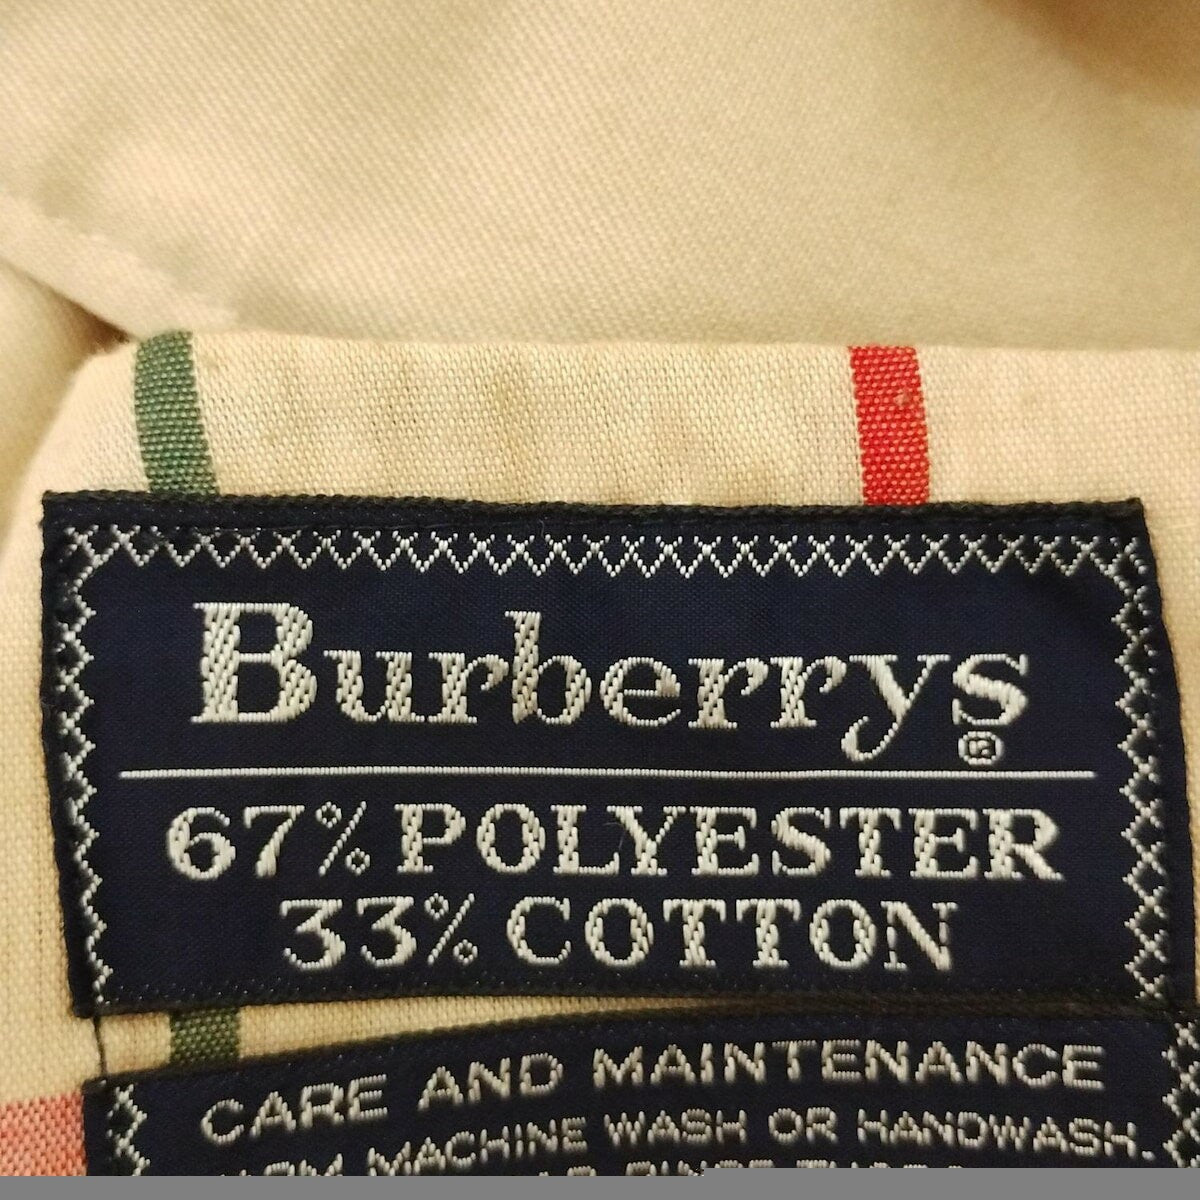 Burberrys®
67% POLYESTER
33% COTTON
CARE AND MAINTENANCE
MACHINE WASH OR HANDWASH.